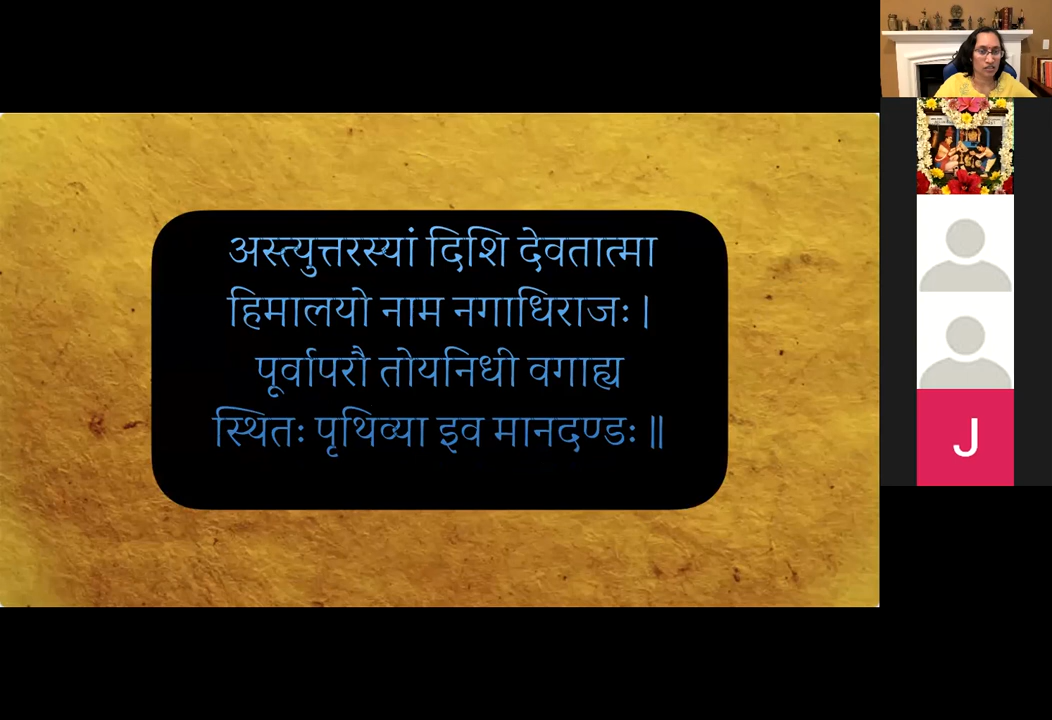 अस्त्युत्तरस्यां दिशि देवतात्मा
हिमालयो नाम नगाधिराजः।
पूर्वापरौ तोयनिधी वगाह्य
स्थितः पृथिव्या इव मानदण्डः॥
J